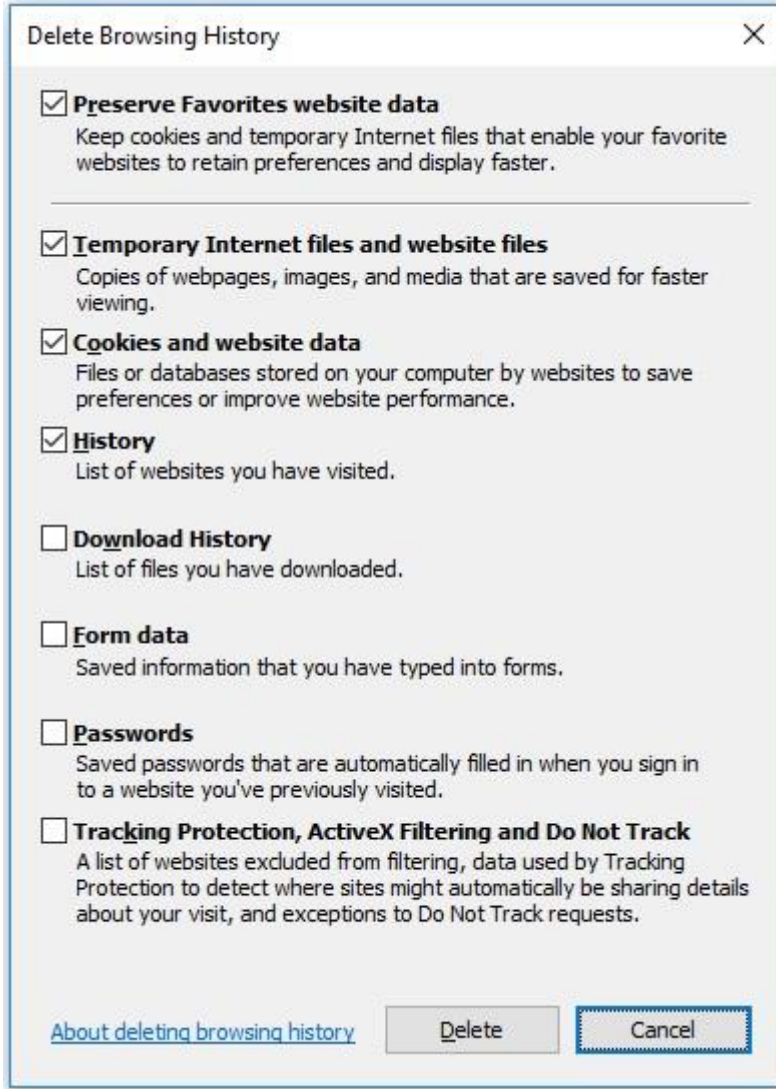 Delete Browsing History
Preserve Favorites website data
Keep cookies and temporary Internet files that enable your favorite
websites to retain preferences and display faster.
Temporary Internet files and website files
Copies of webpages, images, and media that are saved for faster
viewing.
Cookies and website data
Files or databases stored on your computer by websites to save
preferences or improve website performance.
History
List of websites you have visited.
Download History
List of files you have downloaded.
Form data
Saved information that you have typed into forms.
Passwords
Saved passwords that are automatically filled in when you sign in
to a website you've previously visited.
Tracking Protection, ActiveX Filtering and Do Not Track
A list of websites excluded from filtering, data used by Tracking
Protection to detect where sites might automatically be sharing details
about your visit, and exceptions to Do Not Track requests.
About deleting browsing history Delete Cancel